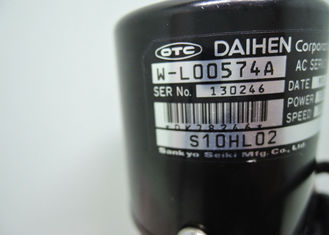 OTC DAIHEN Corpora
W-L00574A AC SER
SER No. 130246 DATE
POWER
SPEED
S10HL02
Sankyo Seiki Mfg. Co., Ltd.